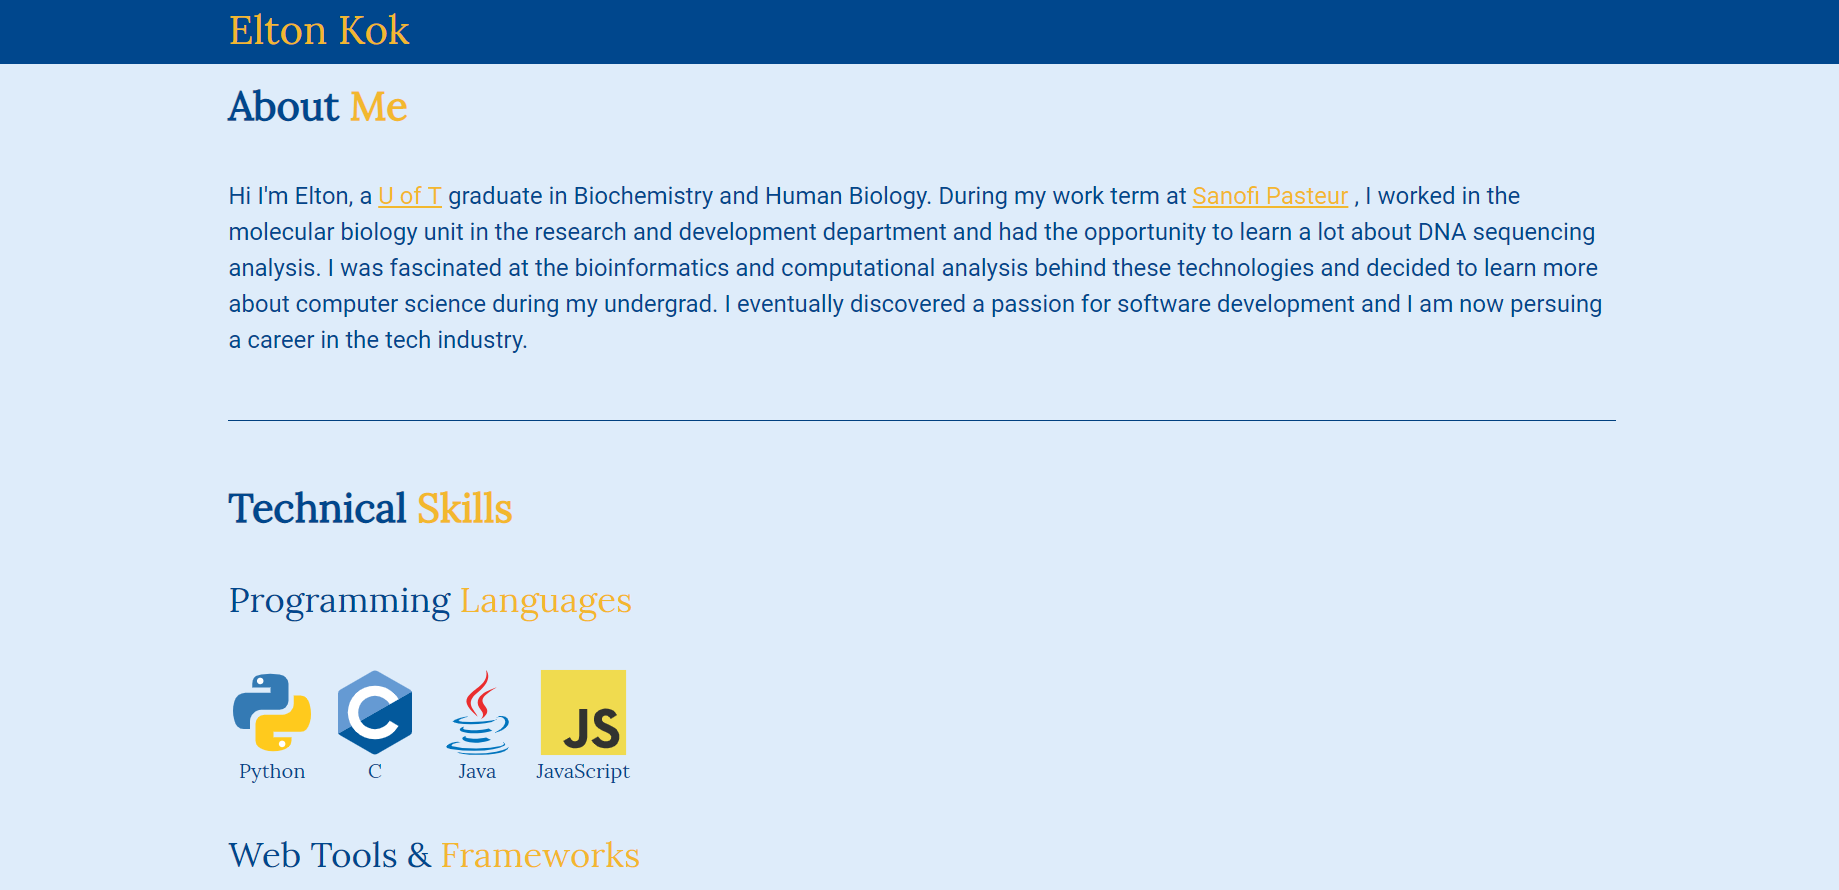 Elton Kok
About Me
Hi I'm Elton, a U of T graduate in Biochemistry and Human Biology. During my work term at Sanofi Pasteur , I worked in the
molecular biology unit in the research and development department and had the opportunity to learn a lot about DNA sequencing
analysis. I was fascinated at the bioinformatics and computational analysis behind these technologies and decided to learn more
about computer science during my undergrad. I eventually discovered a passion for software development and I am now persuing
a career in the tech industry.
Technical Skills
Programming Languages
C
JS
Python C Java JavaScript
Web Tools & Frameworks